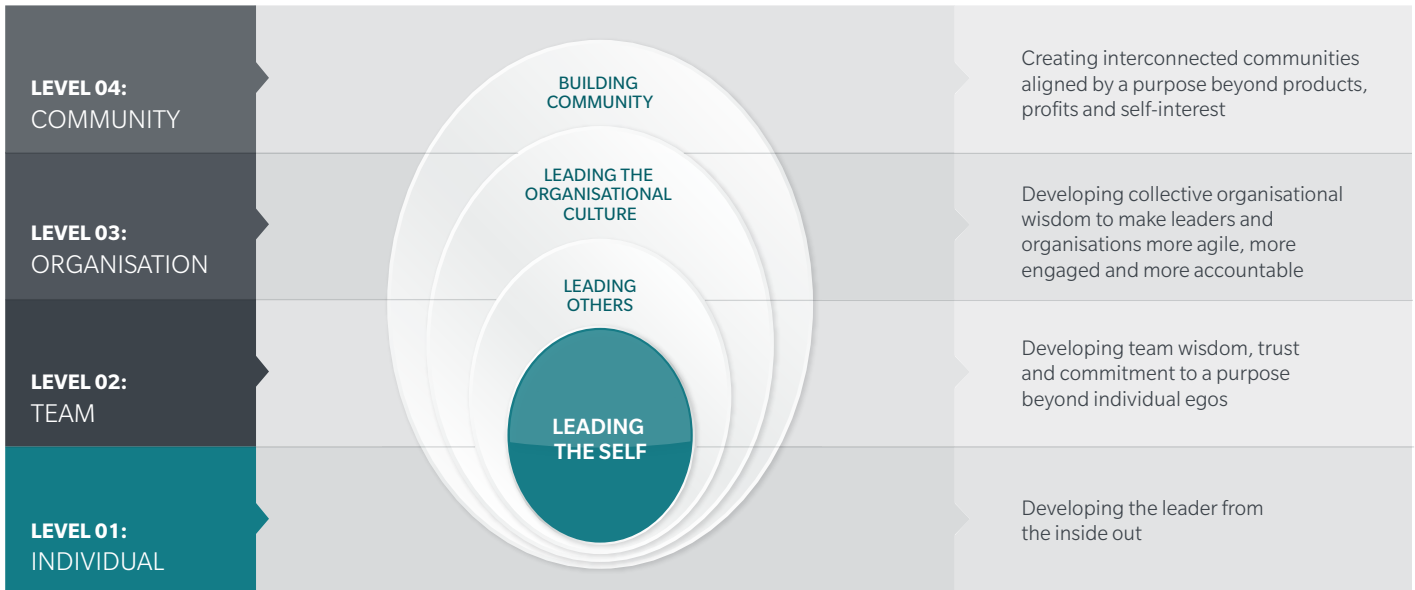 LEVEL 04:
COMMUNITY
BUILDING
COMMUNITY
Creating interconnected communities
aligned by a purpose beyond products,
profits and self-interest
LEVEL 03:
ORGANISATION
LEADING THE
ORGANISATIONAL
CULTURE
Developing collective organisational
wisdom to make leaders and
organisations more agile, more
engaged and more accountable
LEVEL 02:
TEAM
LEADING
OTHERS
Developing team wisdom, trust
and commitment to a purpose
beyond individual egos
LEVEL 01:
INDIVIDUAL
LEADING
THE SELF
Developing the leader from
the inside out